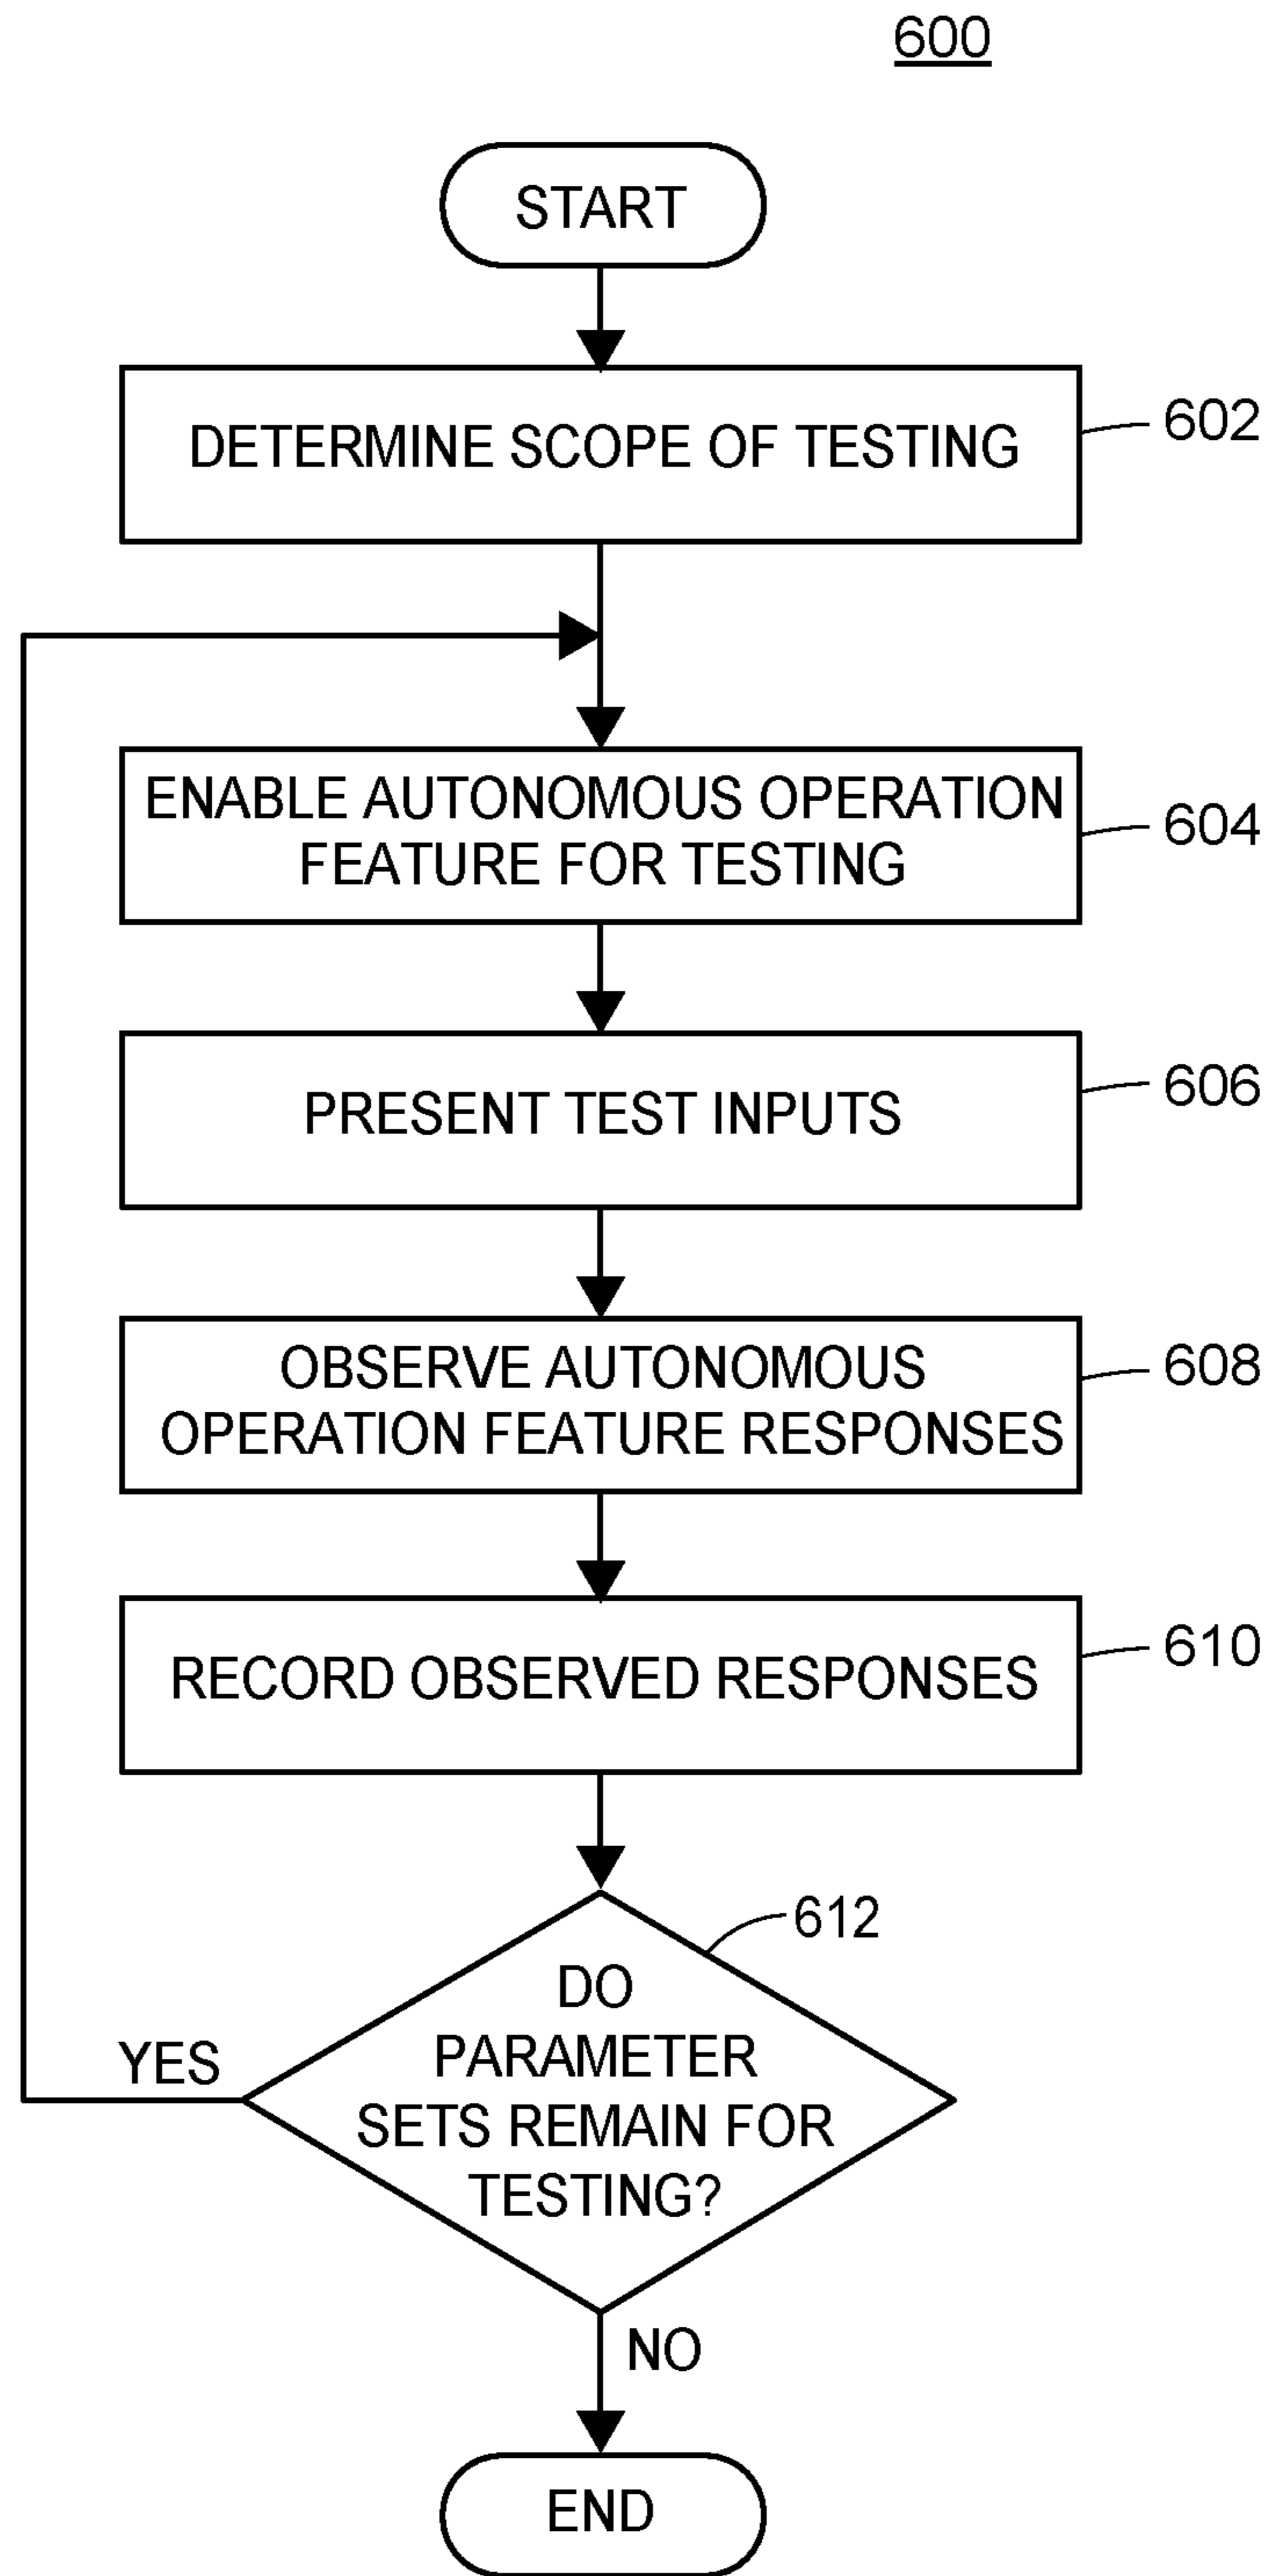 600
START
DETERMINE SCOPE OF TESTING
602
ENABLE AUTONOMOUS OPERATION
FEATURE FOR TESTING
604
PRESENT TEST INPUTS
606
OBSERVE AUTONOMOUS
OPERATION FEATURE RESPONSES
608
RECORD OBSERVED RESPONSES
610
612
DO
PARAMETER
SETS REMAIN FOR
TESTING?
YES
NO
END